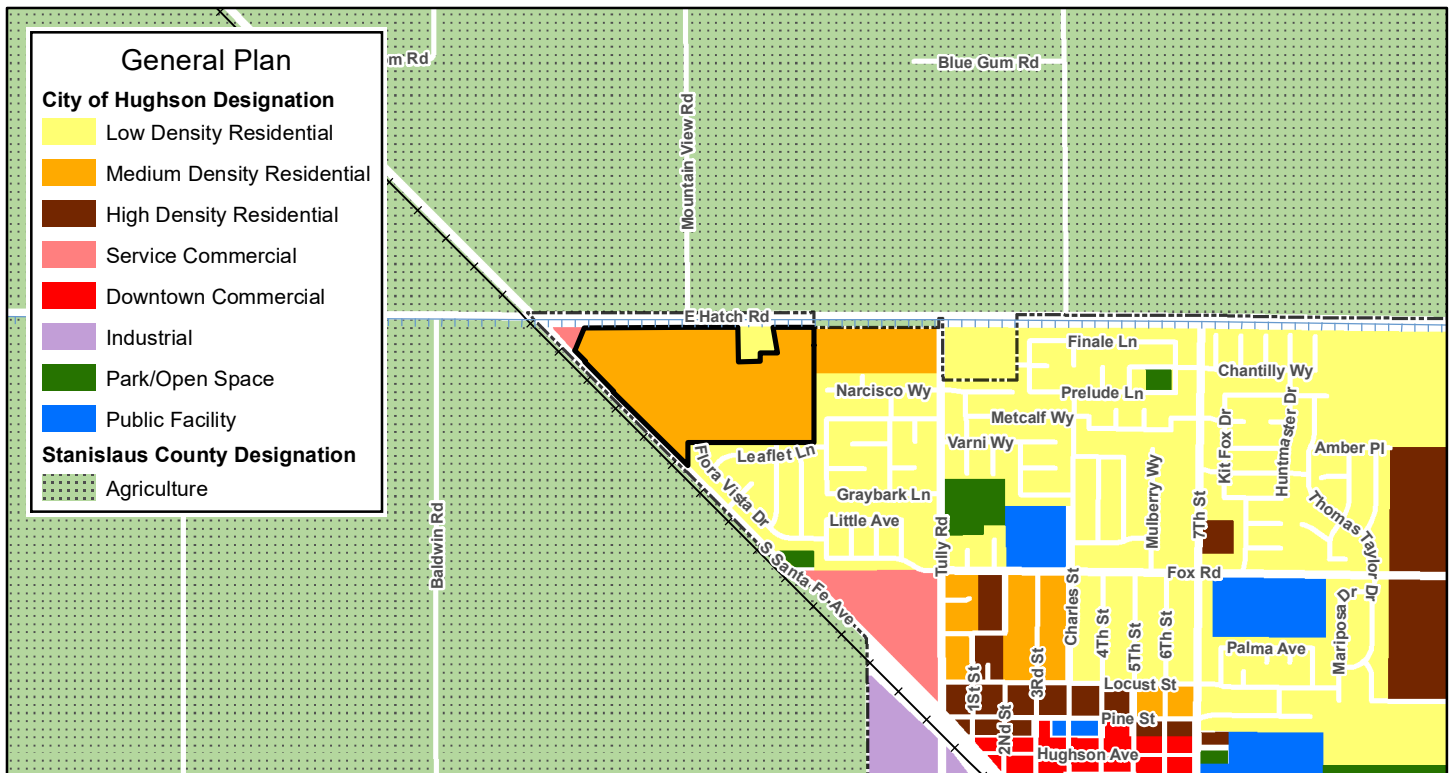 General Plan
City of Hughson Designation
Low Density Residential
Medium Density Residential
High Density Residential
Service Commercial
Downtown Commercial
Industrial
Park/Open Space
Public Facility
Stanislaus County Designation
Agriculture
m Rd
Blue Gum Rd
Mountain View Rd
E Hatch Rd
Finale Ln
Chantilly Wy
Narcisco Wy
Prelude Ln
Metcalf Wy
Kit Fox Dr
Huntmaster Dr
Varni Wy
Amber Pl
Leaflet Ln
Flora Vista Dr
Mulberry Wy
Graybark Ln
Little Ave
Thomas Taylor Dr
7Th St
Tully Rd
Baldwin Rd
S Santa Fe Ave
Fox Rd
Charles St
4Th St
5Th St
6Th St
Mariposa Dr
Palma Ave
3Rd St
1St St
Locust St
2Nd St
Pine St
Hughson Ave